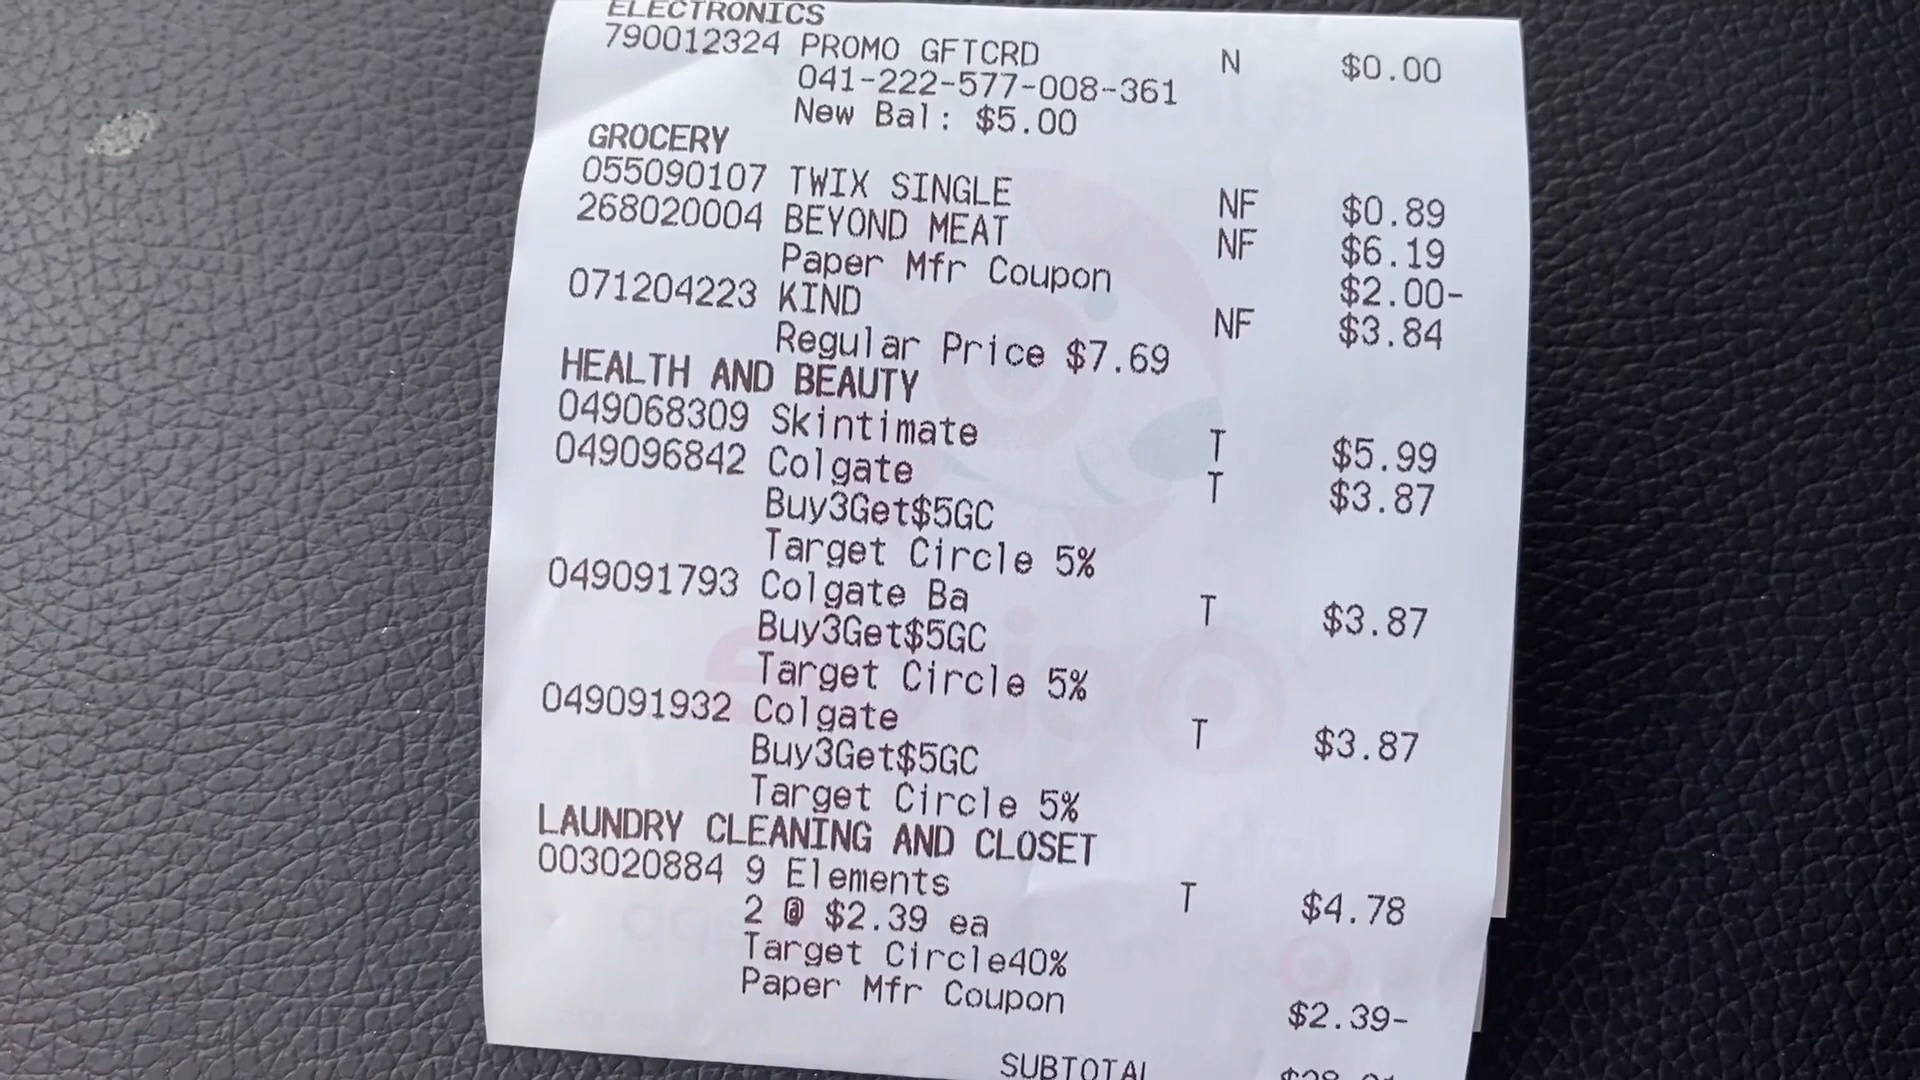 ELECTRONICS
790012324 PROMO GFTCRD N $0.00
041-222-577-008-361
New Bal: $5.00
GROCERY
055090107 TWIX SINGLE NF $0.89
268020004 BEYOND MEAT NF $6.19
Paper Mfr Coupon $2.00-
071204223 KIND NF $3.84
Regular Price $7.69
HEALTH AND BEAUTY
049068309 Skintimate T $5.99
049096842 Colgate T $3.87
Buy3Get$5GC
Target Circle 5%
049091793 Colgate Ba T $3.87
Buy3Get$5GC
Target Circle 5%
049091932 Colgate T $3.87
Buy3Get$5GC
Target Circle 5%
LAUNDRY CLEANING AND CLOSET
003020884 9 Elements T $4.78
2 @ $2.39 ea
Target Circle40%
Paper Mfr Coupon $2.39-
SUBTOTAL